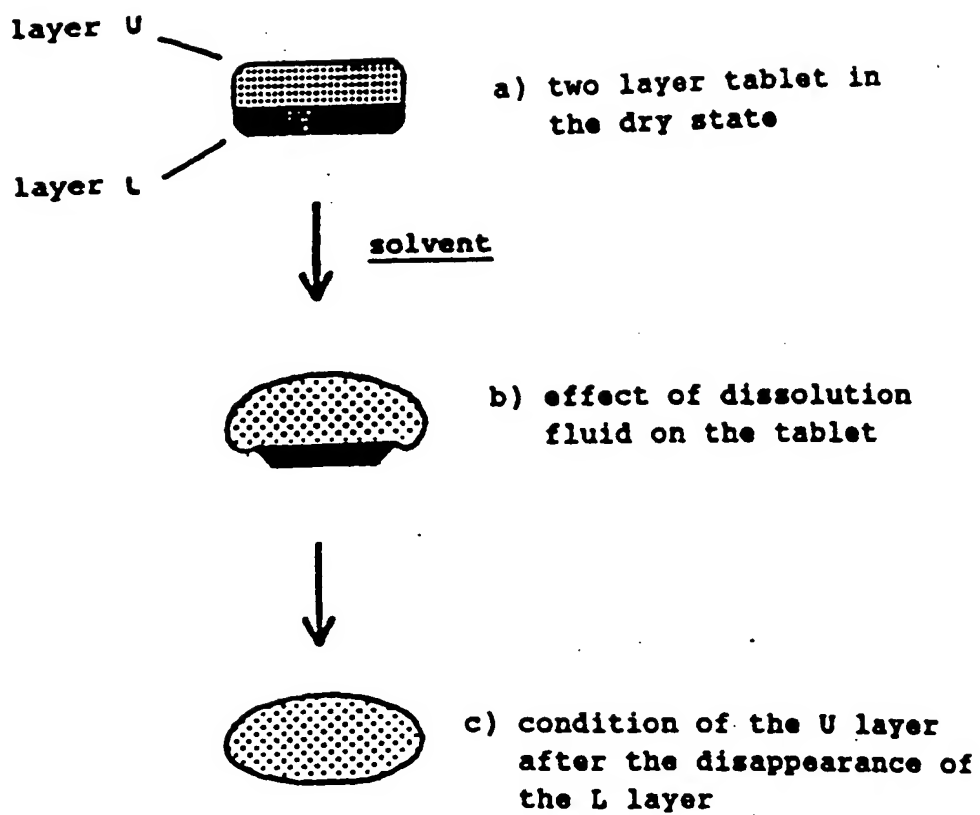 layer U
a) two layer tablet in
the dry state
layer L
solvent
b) effect of dissolution
fluid on the tablet
c) condition of the U layer
after the disappearance of
the L layer